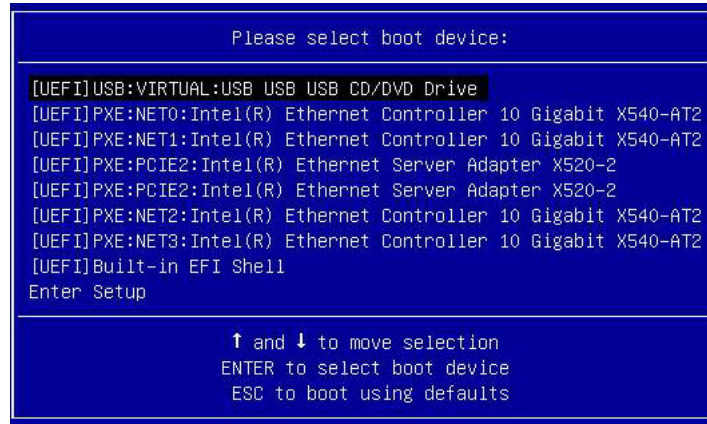 Please select boot device:
[UEFI]USB:VIRTUAL:USB USB USB CD/DVD Drive
[UEFI]PXE:NET0:Intel(R) Ethernet Controller 10 Gigabit X540-AT2
[UEFI]PXE:NET1:Intel(R) Ethernet Controller 10 Gigabit X540-AT2
[UEFI]PXE:PCIE2:Intel(R) Ethernet Server Adapter X520-2
[UEFI]PXE:PCIE2:Intel(R) Ethernet Server Adapter X520-2
[UEFI]PXE:NET2:Intel(R) Ethernet Controller 10 Gigabit X540-AT2
[UEFI]PXE:NET3:Intel(R) Ethernet Controller 10 Gigabit X540-AT2
[UEFI]Built-in EFI Shell
Enter Setup
↑ and ↓ to move selection
ENTER to select boot device
ESC to boot using defaults